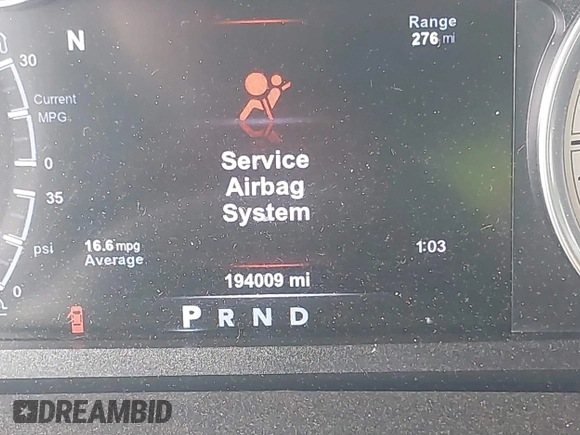 N
Range
276 mi
30
Current
MPG
0
35
psi
0
Service
Airbag
System
16.6 mpg
Average
1:03
194009 mi
PRND
DREAMBID